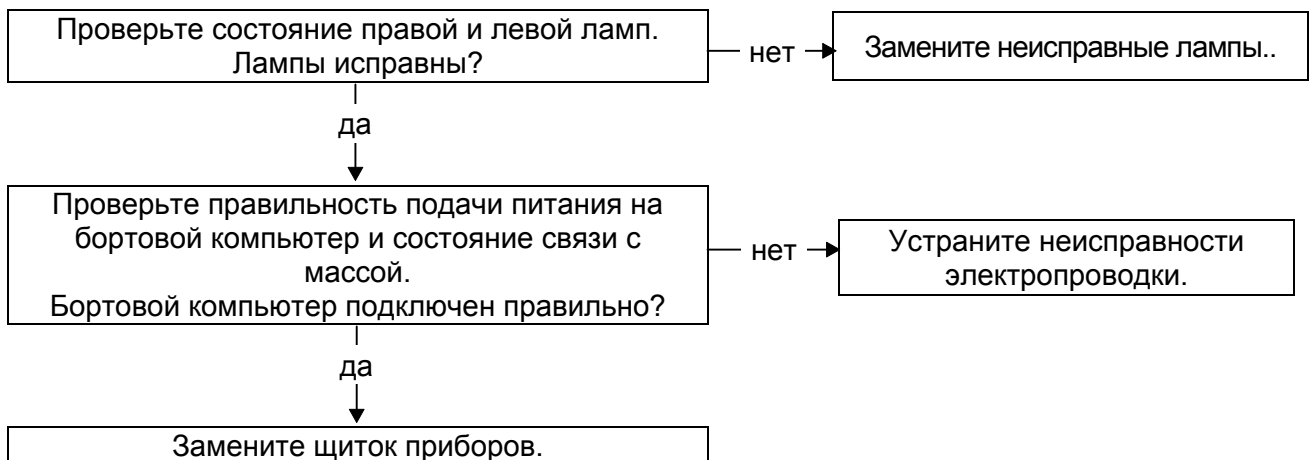 Проверьте состояние правой и левой ламп.
Лампы исправны?
нет
Замените неисправные лампы..
да
Проверьте правильность подачи питания на
бортовой компьютер и состояние связи с
массой.
Бортовой компьютер подключен правильно?
нет
Устраните неисправности
электропроводки.
да
Замените щиток приборов.